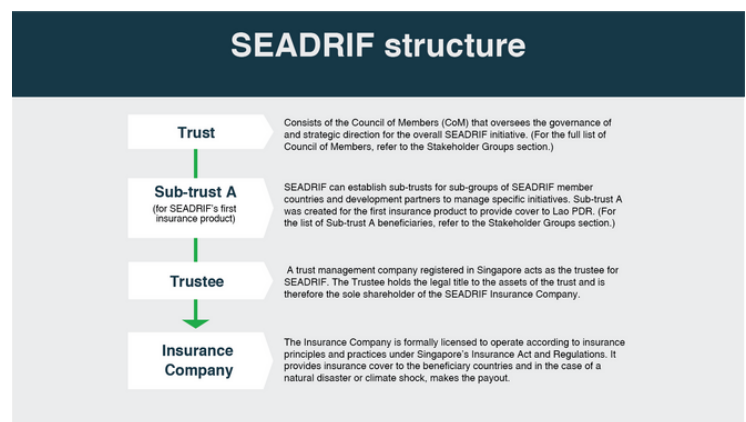 SEADRIF structure
Trust
Consists of the Council of Members (CoM) that oversees the governance of
and strategic direction for the overall SEADRIF initiative. (For the full list of
Council of Members, refer to the Stakeholder Groups section.)
Sub-trust A
(for SEADRIF's first
insurance product)
SEADRIF can establish sub-trusts for sub-groups of SEADRIF member
countries and development partners to manage specific initiatives. Sub-trust A
was created for the first insurance product to provide cover to Lao PDR. (For
the list of Sub-trust A beneficiaries, refer to the Stakeholder Groups section.)
Trustee
A trust management company registered in Singapore acts as the trustee for
SEADRIF. The Trustee holds the legal title to the assets of the trust and is
therefore the sole shareholder of the SEADRIF Insurance Company.
Insurance
Company
The Insurance Company is formally licensed to operate according to insurance
principles and practices under Singapore's Insurance Act and Regulations. It
provides insurance cover to the beneficiary countries and in the case of a
natural disaster or climate shock, makes the payout.